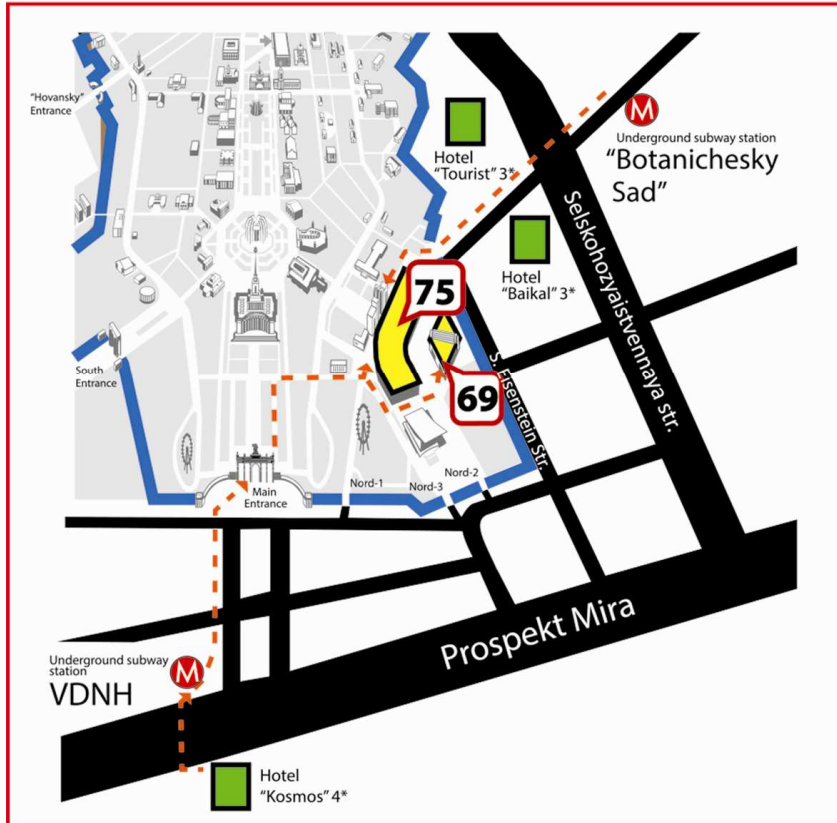 "Hovansky"
Entrance
M
Underground subway station
"Botanichesky
Sad"
Hotel
"Tourist" 3*
Hotel
"Baikal" 3*
Selskohozyaistvennaya str.
75
69
S. Eisenstein Str.
South
Entrance
Main
Entrance
Nord-1
Nord-3
Nord-2
Prospekt Mira
Underground subway
station
M
VDNH
Hotel
"Kosmos" 4*